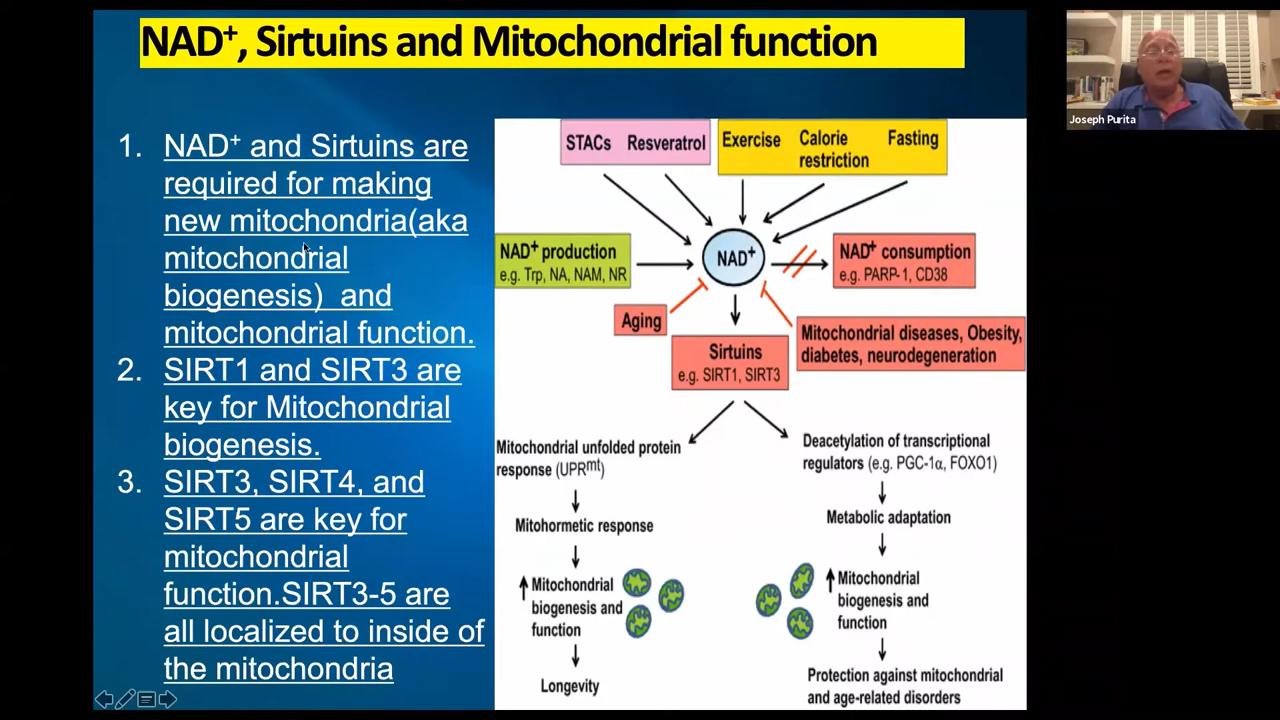 NAD⁺, Sirtuins and Mitochondrial function
Joseph Purita
1. NAD⁺ and Sirtuins are
required for making
new mitochondria(aka
mitochondrial
biogenesis) and
mitochondrial function.
2. SIRT1 and SIRT3 are
key for Mitochondrial
biogenesis.
3. SIRT3, SIRT4, and
SIRT5 are key for
mitochondrial
function.SIRT3-5 are
all localized to inside of
the mitochondria
STACs Resveratrol
Exercise Calorie restriction Fasting
NAD⁺ production
e.g. Trp, NA, NAM, NR
NAD⁺
NAD⁺ consumption
e.g. PARP-1, CD38
Aging
Mitochondrial diseases, Obesity,
diabetes, neurodegeneration
Sirtuins
e.g. SIRT1, SIRT3
Mitochondrial unfolded protein
response (UPRᵐᵗ)
Mitohormetic response
Mitochondrial
biogenesis and
function
Longevity
Deacetylation of transcriptional
regulators (e.g. PGC-1α, FOXO1)
Metabolic adaptation
Mitochondrial
biogenesis and
function
Protection against mitochondrial
and age-related disorders